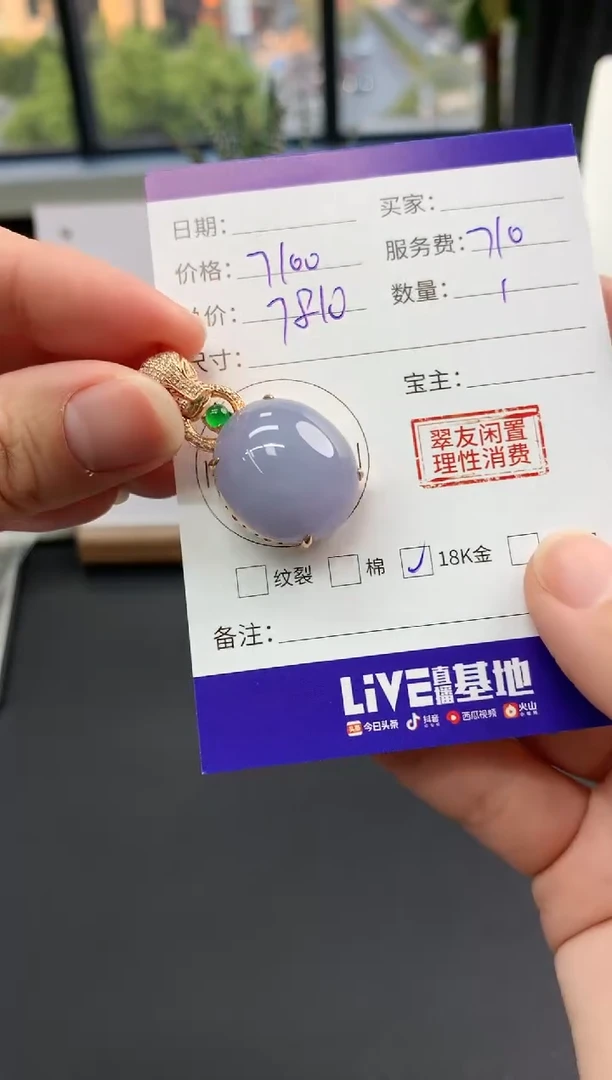 日期：
买家：
价格：7100
服务费：710
总价：7810
数量：1
尺寸：
宝主：
翠友闲置
理性消费
纹裂 棉 18K金
备注：
LiVE直播基地
今日头条 抖音 西瓜视频 火山